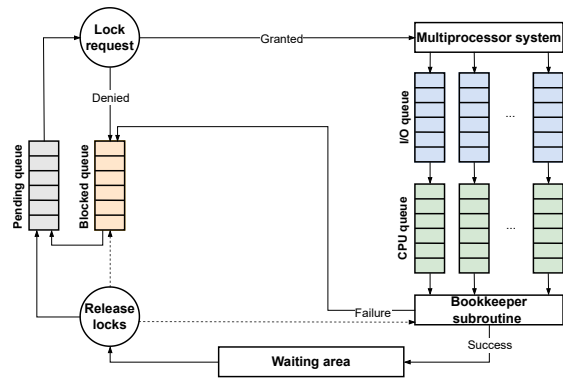 Lock
request
Granted
Multiprocessor system
Denied
I/O queue
...
Pending queue
Blocked queue
CPU queue
...
Release
locks
Failure
Bookkeeper
subroutine
Success
Waiting area